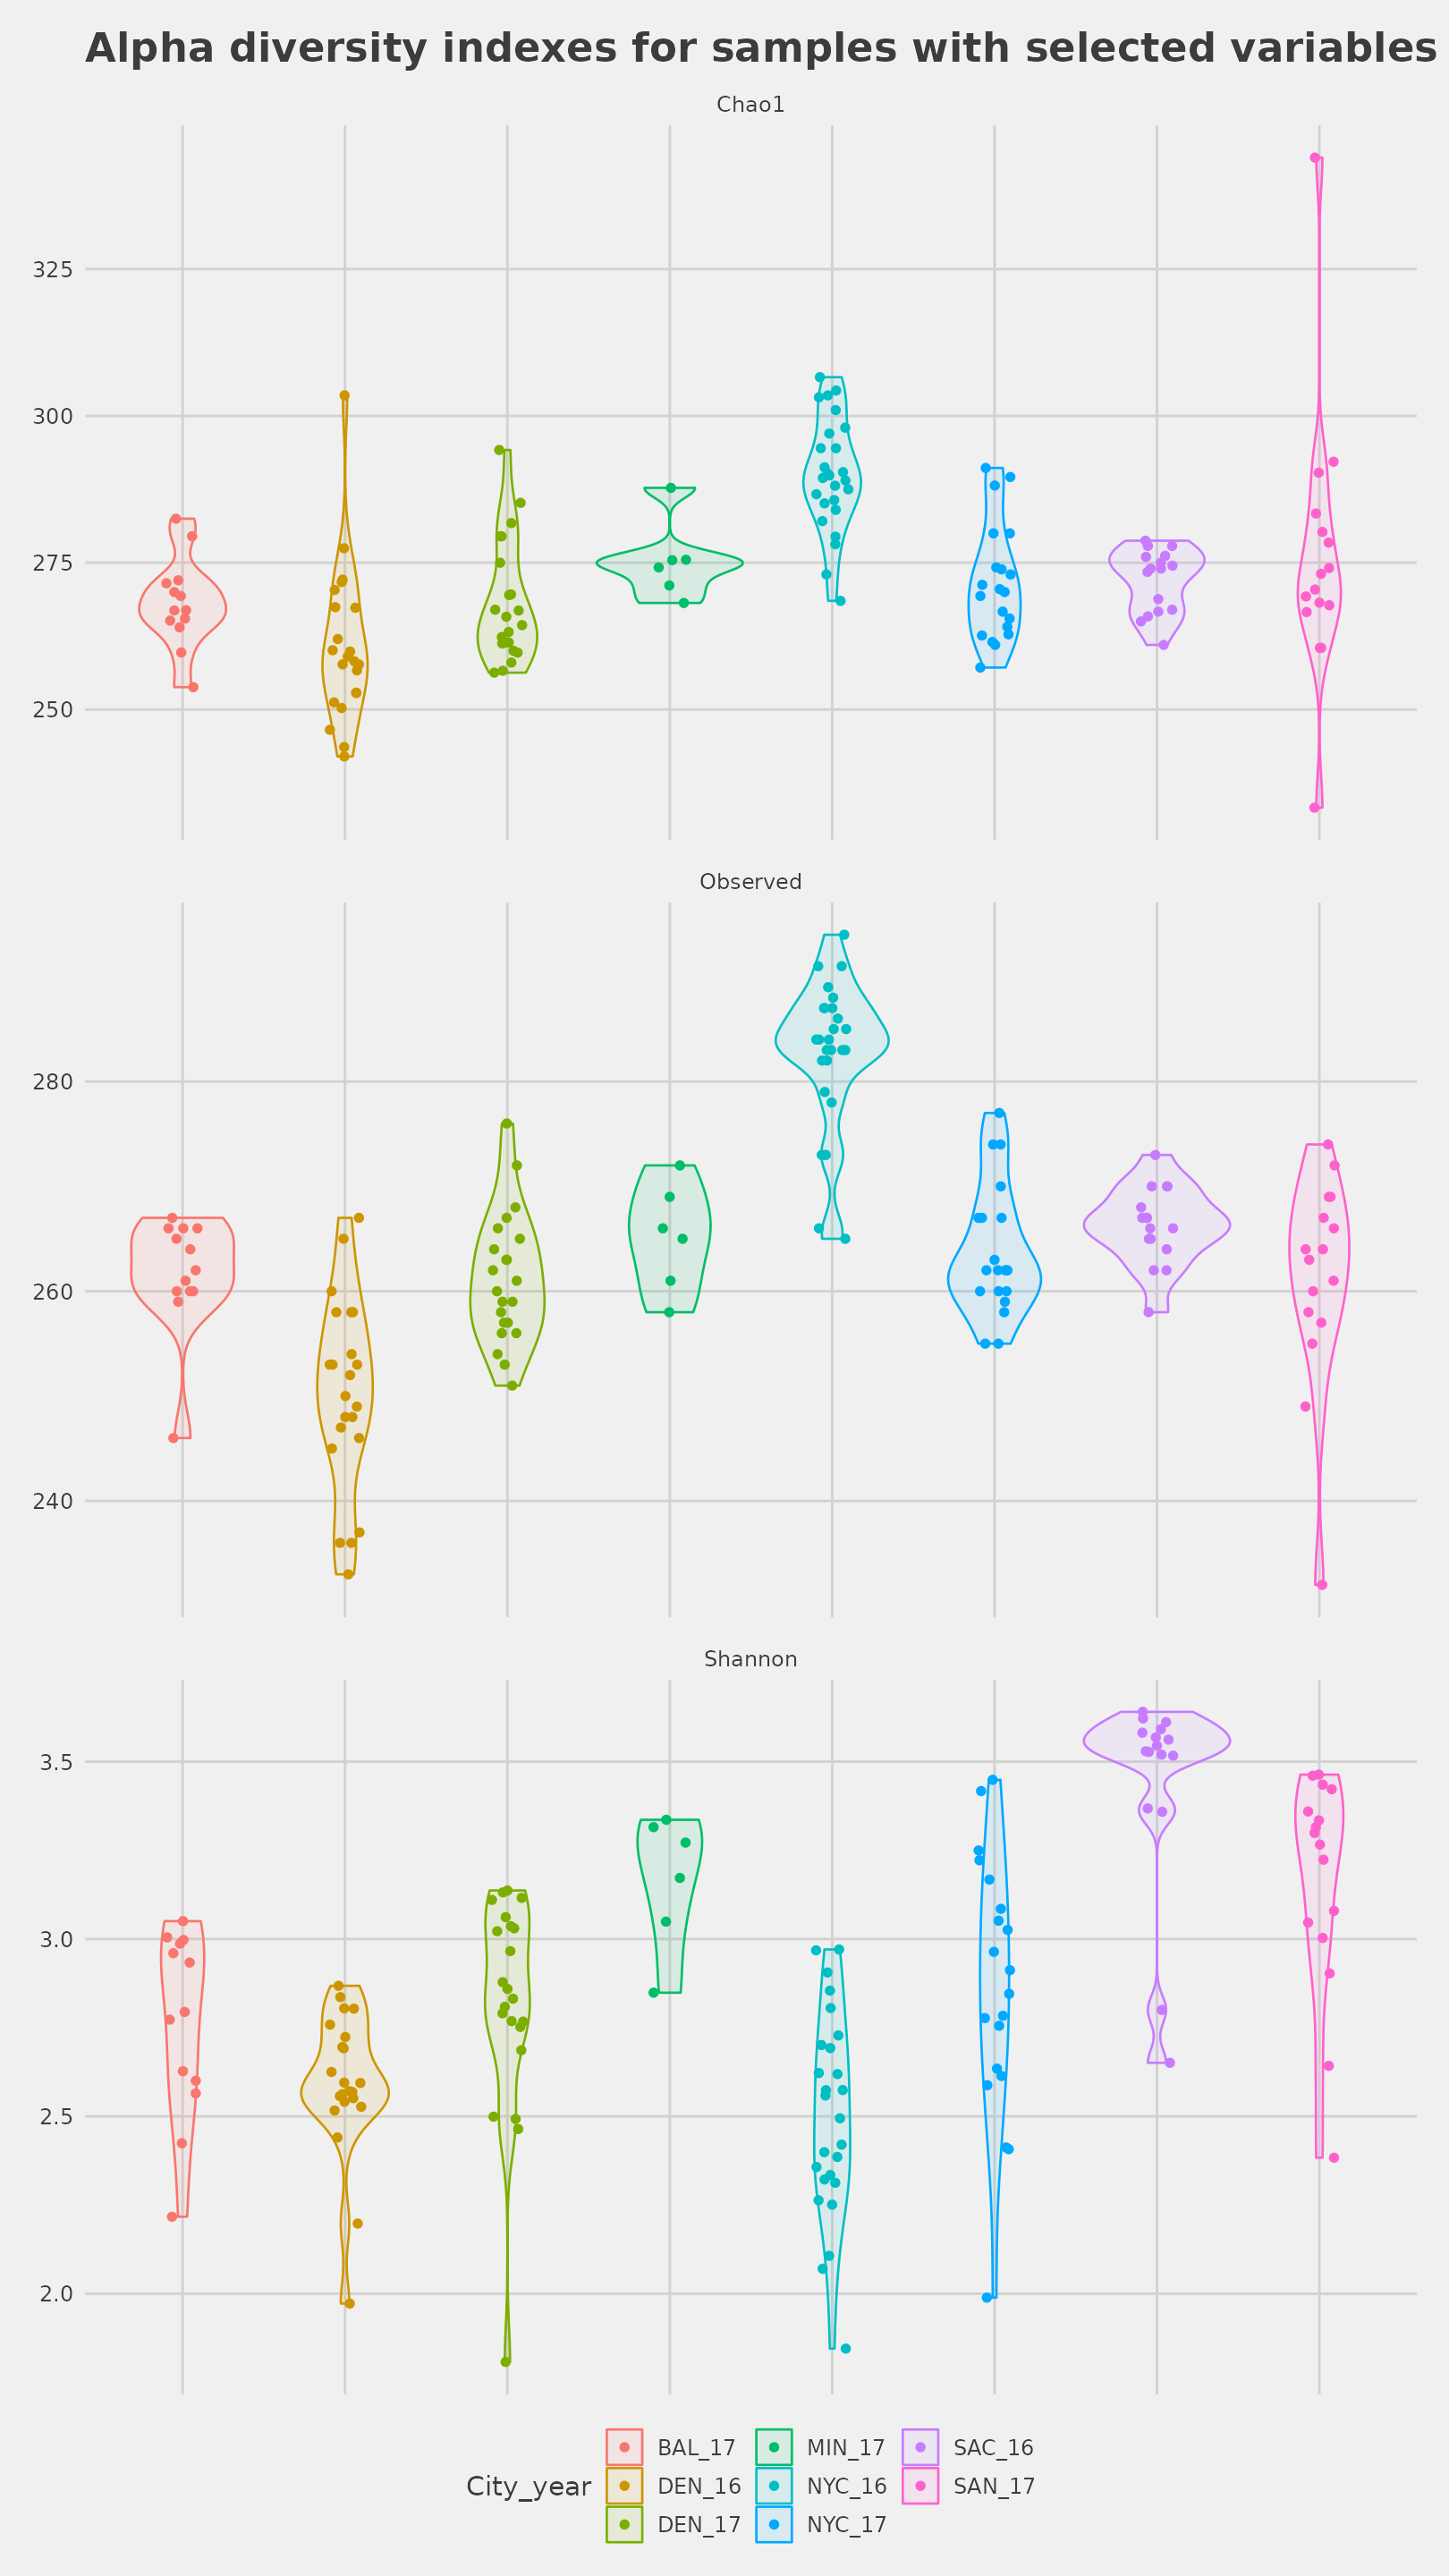 Alpha diversity indexes for samples with selected variables
Chao1
325
300
275
250
Observed
280
260
240
Shannon
3.5
3.0
2.5
2.0
City_year
BAL_17
DEN_16
DEN_17
MIN_17
NYC_16
NYC_17
SAC_16
SAN_17